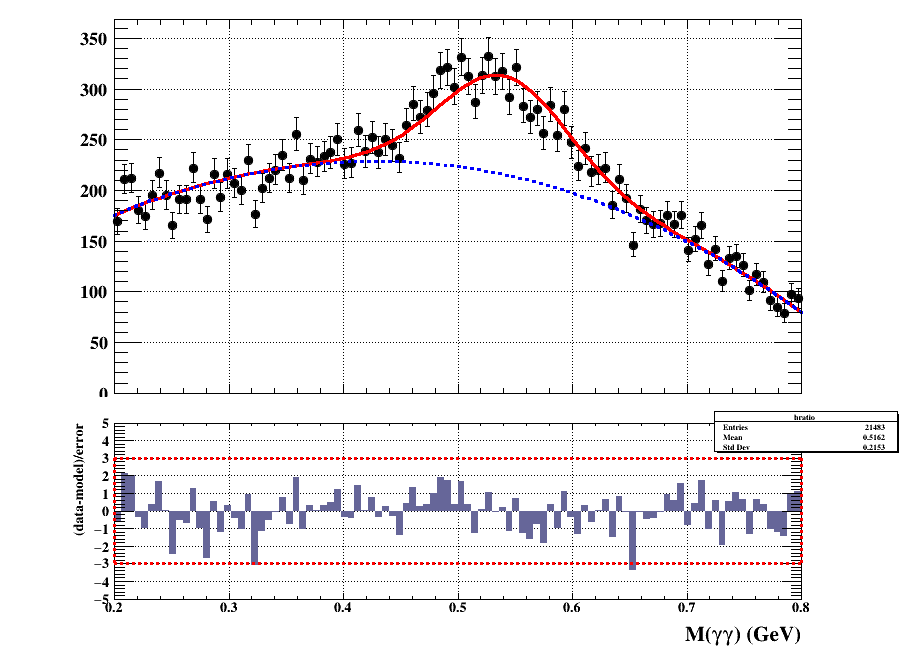 350
300
250
200
150
100
50
0
hratio
Entries 21483
Mean 0.5162
Std Dev 0.2153
(data-model)/error
5
4
3
2
1
0
−1
−2
−3
−4
−5
0.2 0.3 0.4 0.5 0.6 0.7 0.8
M(γγ) (GeV)